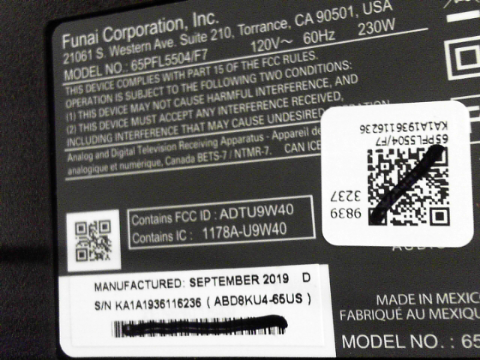 Funai Corporation, Inc.
21061 S. Western Ave. Suite 210, Torrance, CA 90501, USA
MODEL NO.: 65PFL5504/F7 120V~ 60Hz 230W
THIS DEVICE COMPLIES WITH PART 15 OF THE FCC RULES.
OPERATION IS SUBJECT TO THE FOLLOWING TWO CONDITIONS:
(1) THIS DEVICE MAY NOT CAUSE HARMFUL INTERFERENCE, AND
(2) THIS DEVICE MUST ACCEPT ANY INTERFERENCE RECEIVED,
INCLUDING INTERFERENCE THAT MAY CAUSE UNDESIRED
Analog and Digital Television Receiving Apparatus - Appareil de
analogique et numérique, Canada BETS-7 / NTMR-7. CAN ICE
65PFL5504/F7
KA1A1936116236
9839
3237
Contains FCC ID : ADTU9W40
Contains IC : 1178A-U9W40
AUDIO
MANUFACTURED: SEPTEMBER 2019 D
S/N KA1A1936116236 ( ABD8KU4-65US )
MADE IN MEXICO
FABRIQUÉ AU MEXIQUE
MODEL NO. : 65